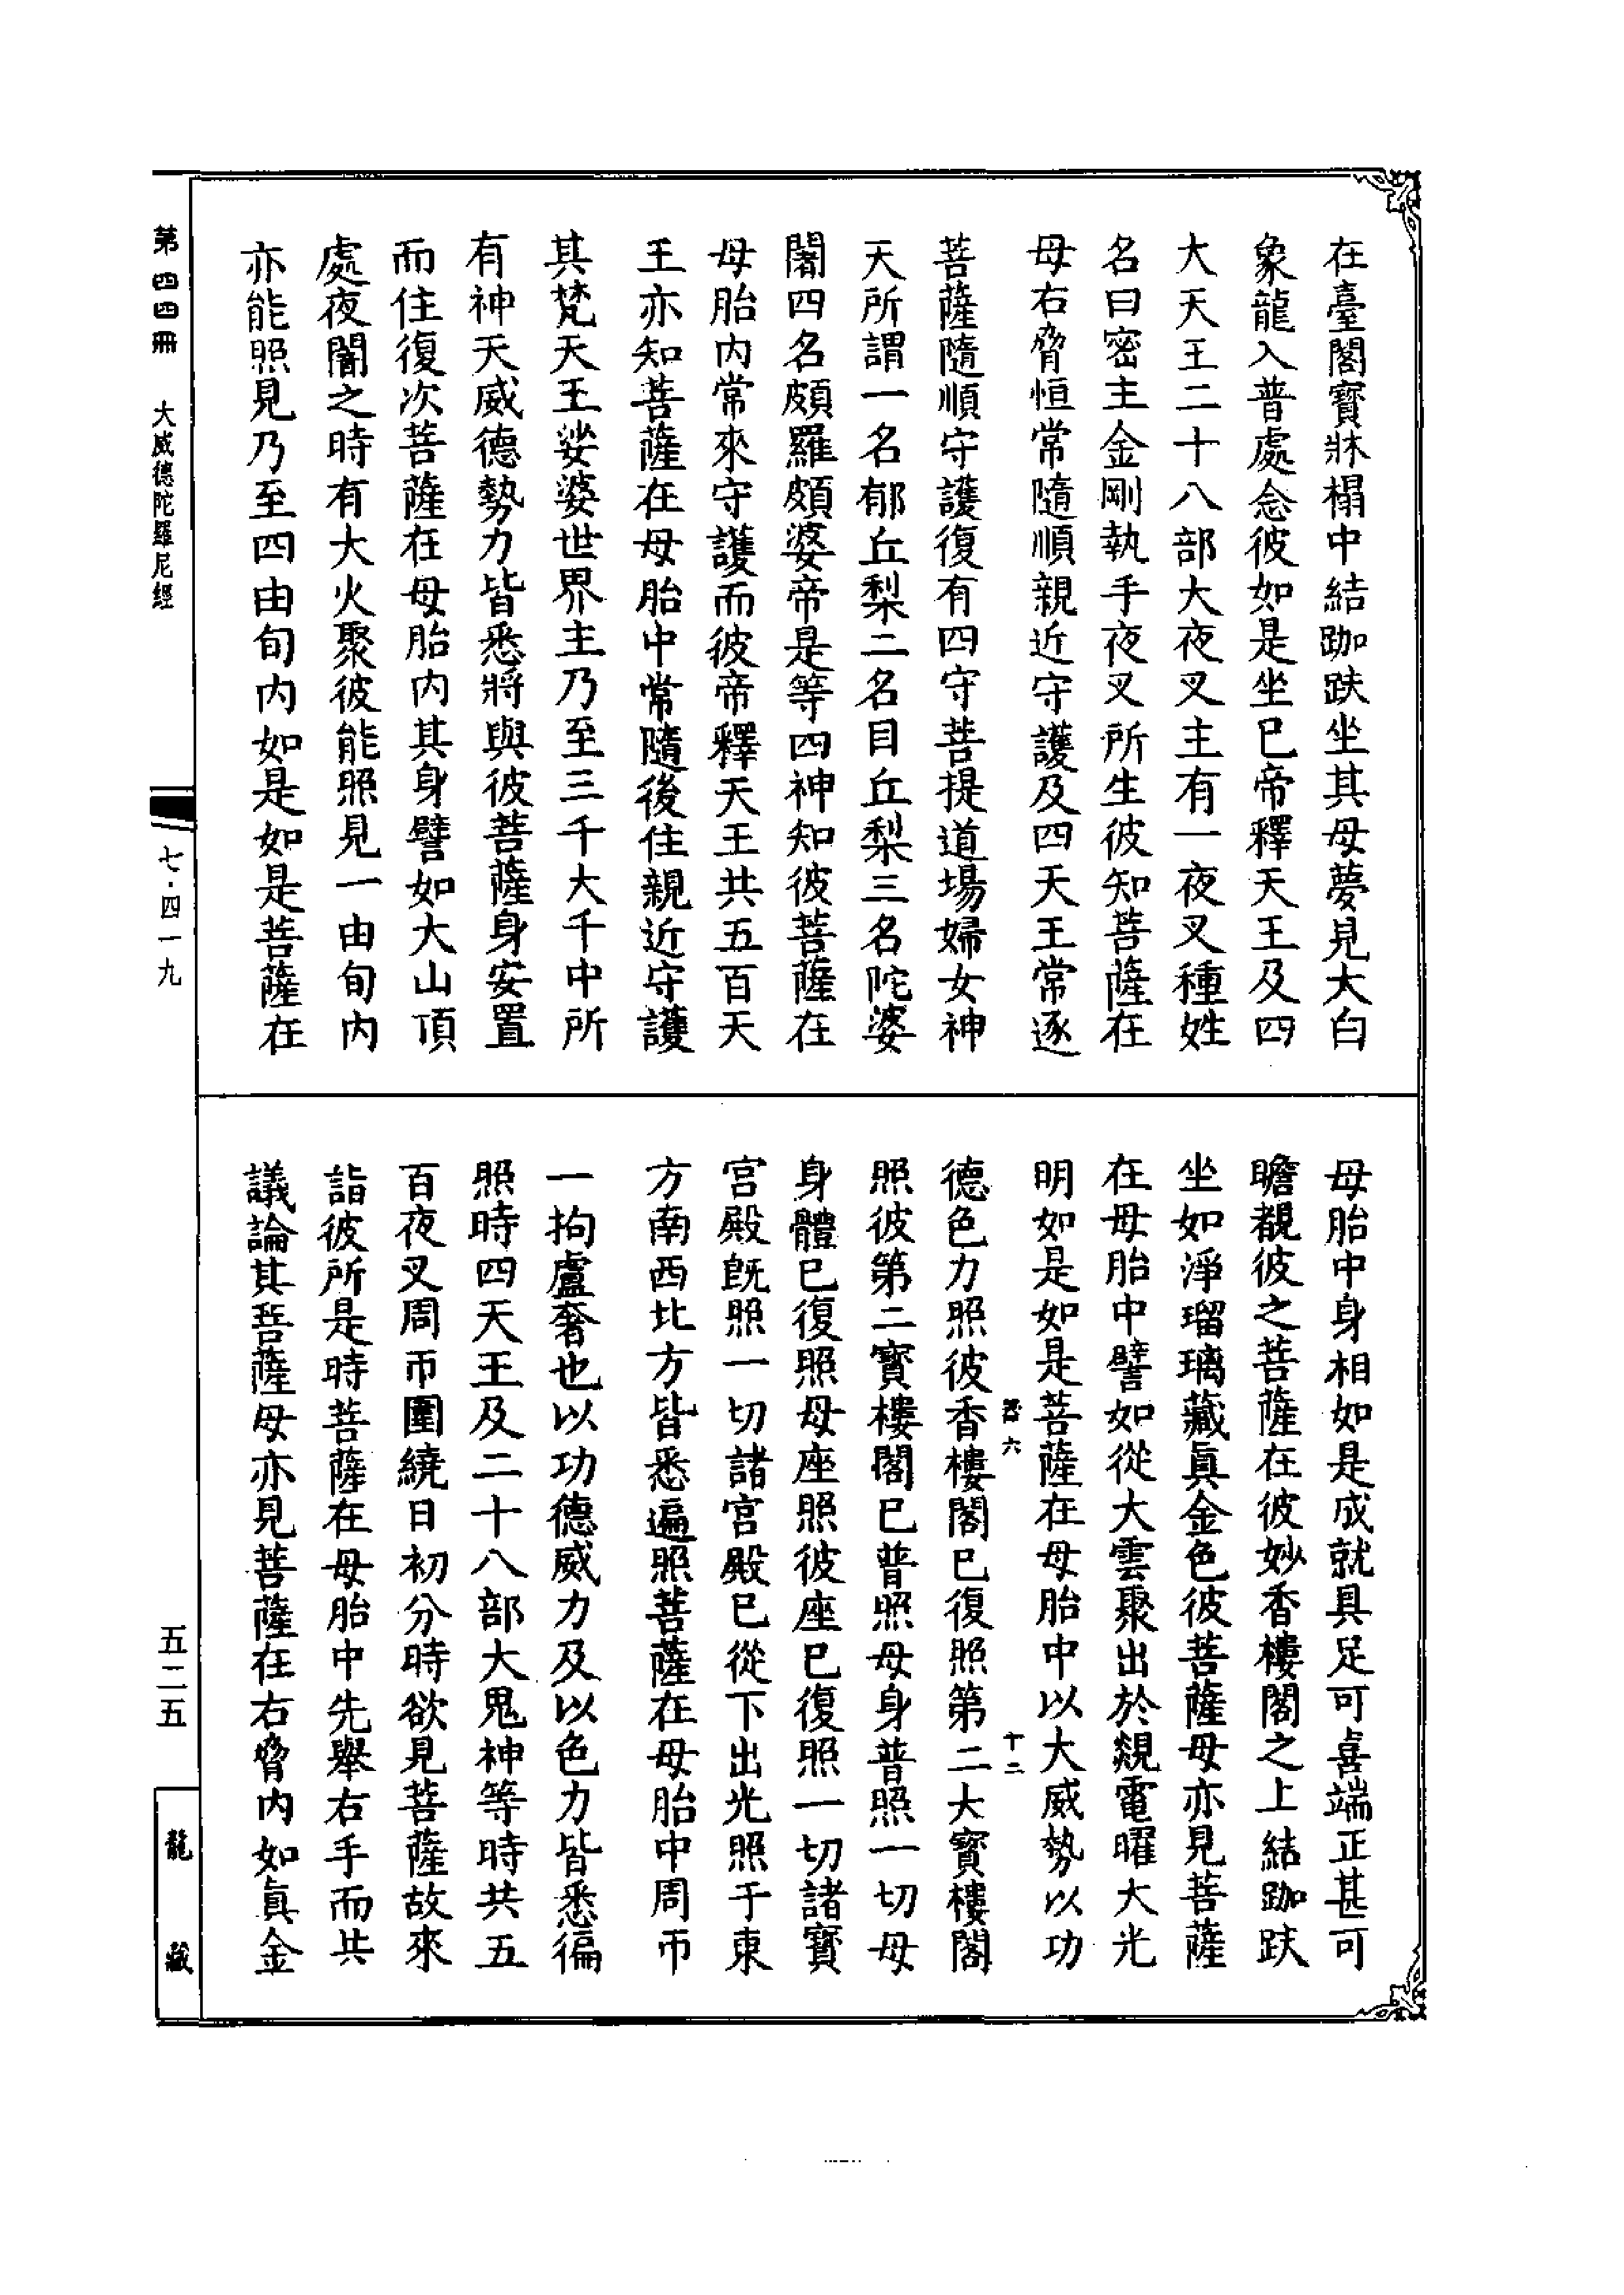 在臺閣寶牀榻中結跏趺坐其母夢見大白
象龍入普處念彼如是坐已帝釋天王及四
大天王二十八部大夜叉主有一夜叉種姓
名曰密主金剛執手夜叉所生彼知菩薩在
母右脅恒常隨順親近守護及四天王常逐
菩薩隨順守護復有四守菩提道場婦女神
天所謂一名郁丘梨二名目丘梨三名陀婆
闍四名頗羅頗婆帝是等四神知彼菩薩在
母胎内常來守護而彼帝釋天王共五百天
王亦知菩薩在母胎中常隨後住親近守護
其梵天王娑婆世界主乃至三千大千中所
有神天威德勢力皆悉將與彼菩薩身安置
而住復次菩薩在母胎内其身譬如大山頂
處夜闇之時有大火聚彼能照見一由旬内
亦能照見乃至四由旬内如是如是菩薩在
母胎中身相如是成就具足可喜端正甚可
瞻覩彼之菩薩在彼妙香樓閣之上結跏趺
坐如淨瑠璃藏眞金色彼菩薩母亦見菩薩
在母胎中譬如從大雲聚出於覢電曜大光
明如是如是菩薩在母胎中以大威勢以功
六 十二
德色力照彼香樓閣已復照第二大寶樓閣
照彼第二寶樓閣已普照母身普照一切母
身體已復照母座照彼座已復照一切諸寶
宮殿旣照一切諸宮殿已從下出光照于東
方南西北方皆悉遍照菩薩在母胎中周帀
一拘盧奢也以功德威力及以色力皆悉徧
照時四天王及二十八部大鬼神等時共五
百夜叉周帀圍繞日初分時欲見菩薩故來
詣彼所是時菩薩在母胎中先舉右手而共
議論其菩薩母亦見菩薩在右脅内如眞金
第四四冊 大威德陀羅尼經
七·四一九
五二五
龍藏